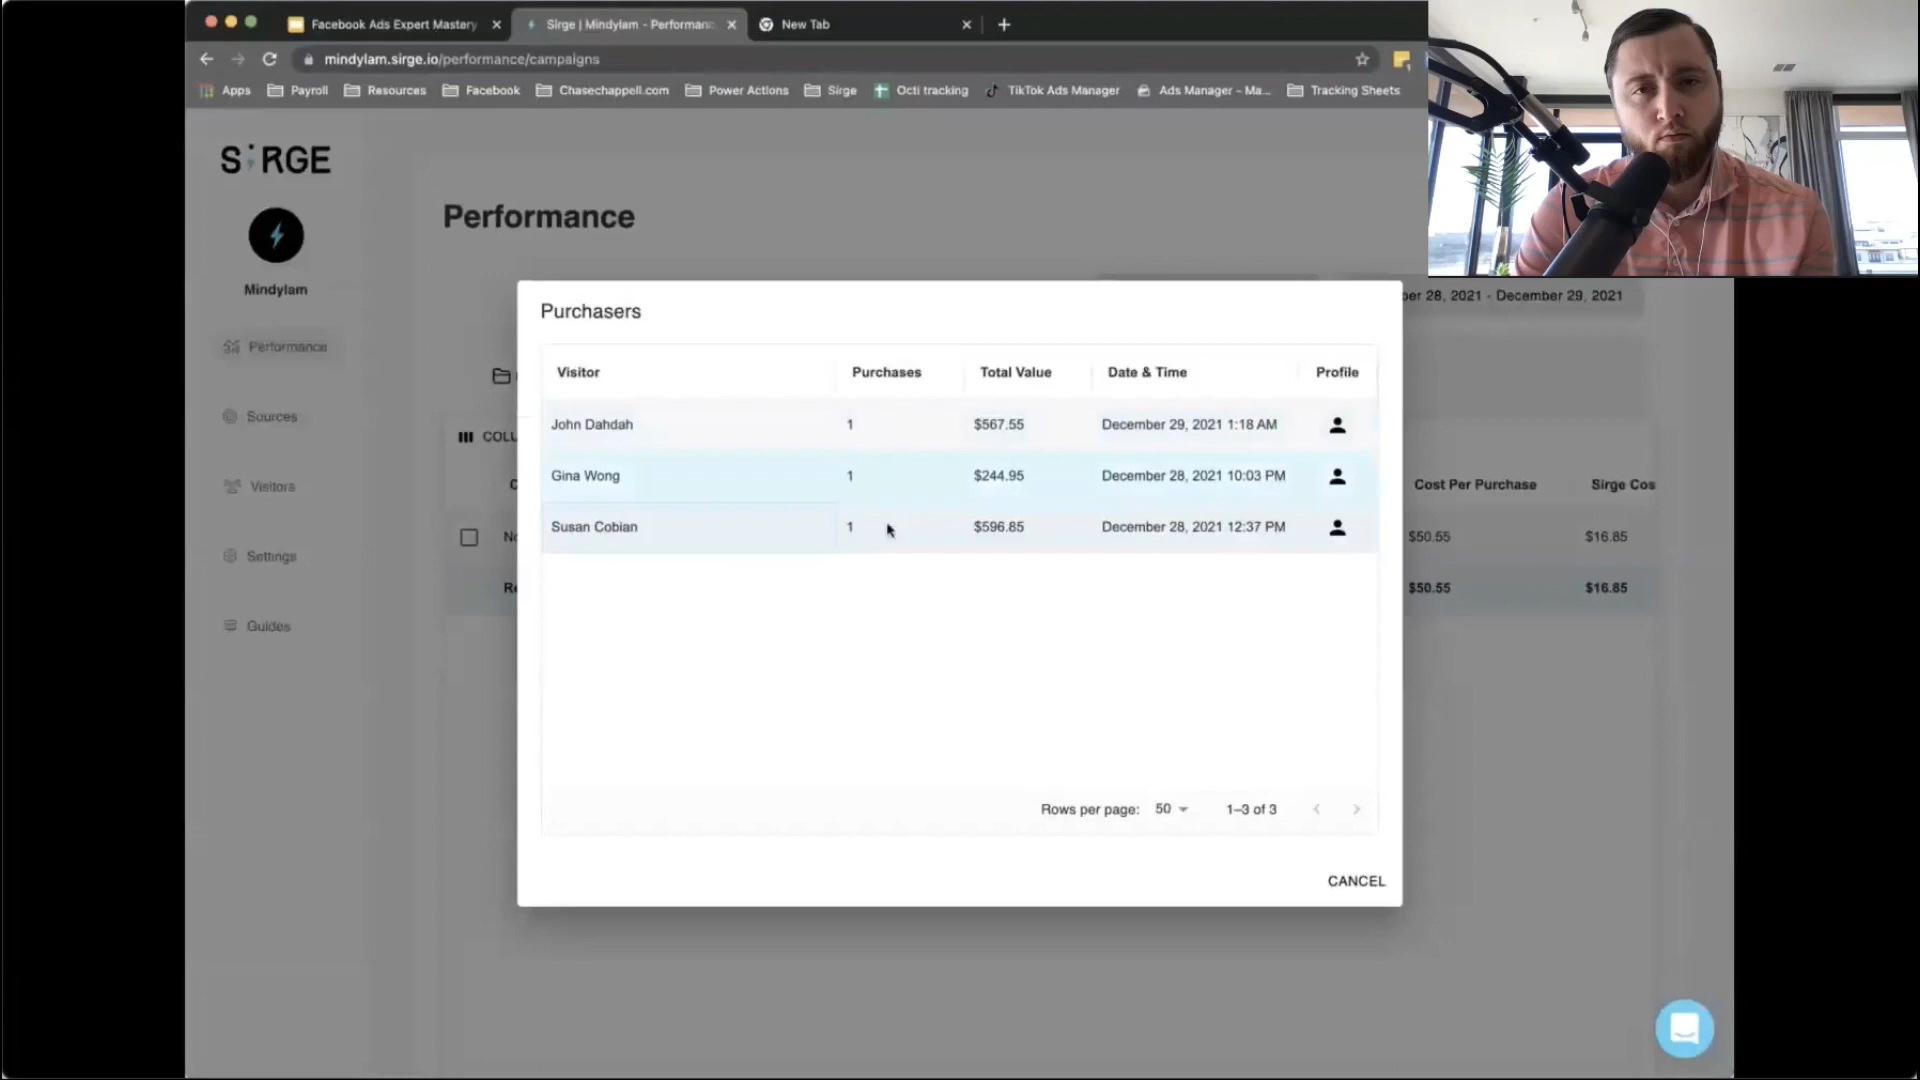 Facebook Ads Expert Mastery
Sirge | Mindylam - Performanc
New Tab
mindylam.sirge.io/performance/campaigns
Apps
Payroll
Resources
Facebook
Chasechappell.com
Power Actions
Sirge
Octi tracking
TikTok Ads Manager
Ads Manager – Ma...
Tracking Sheets
SIRGE
Mindylam
Performance
Sources
Visitors
Settings
Guides
Performance
ber 28, 2021 - December 29, 2021
COLU
Cost Per Purchase
Sirge Cos
No
$50.55
$16.85
Re
$50.55
$16.85
Purchasers
Visitor Purchases Total Value Date & Time Profile
John Dahdah 1 $567.55 December 29, 2021 1:18 AM
Gina Wong 1 $244.95 December 28, 2021 10:03 PM
Susan Cobian 1 $596.85 December 28, 2021 12:37 PM
Rows per page: 50 1–3 of 3
CANCEL